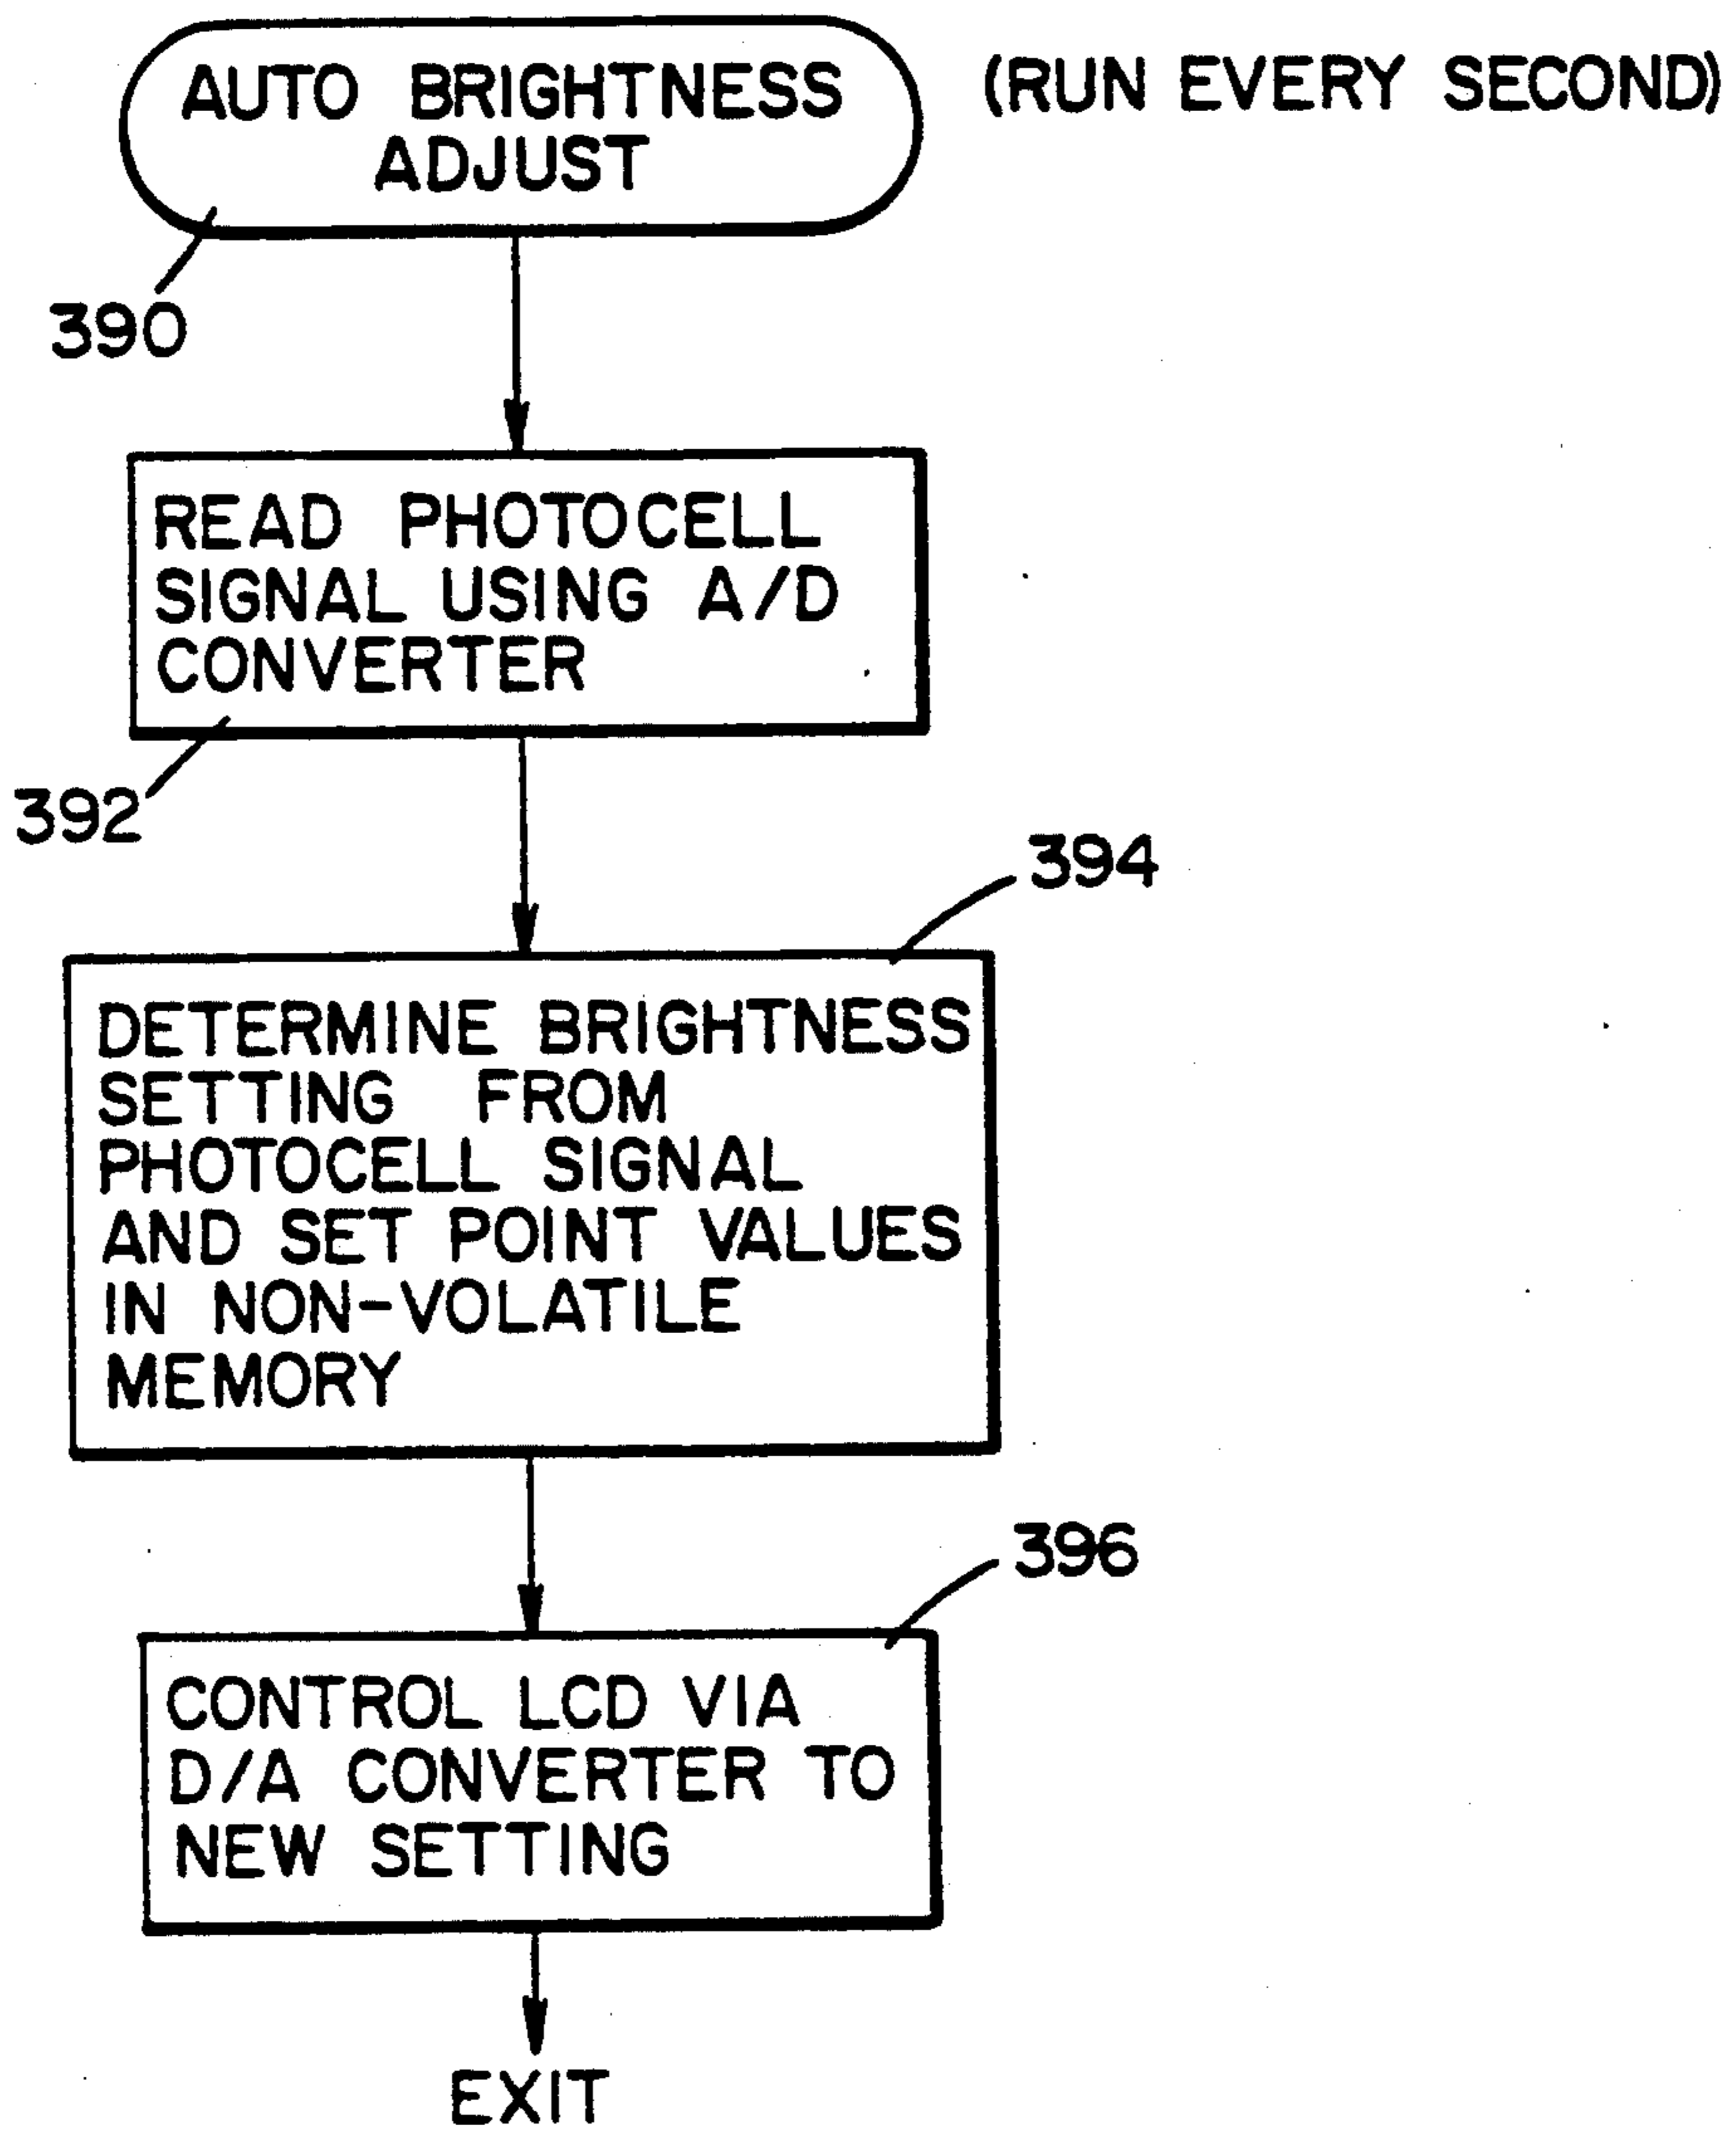 AUTO BRIGHTNESS
ADJUST
(RUN EVERY SECOND)
390
READ PHOTOCELL
SIGNAL USING A/D
CONVERTER
392
394
DETERMINE BRIGHTNESS
SETTING FROM
PHOTOCELL SIGNAL
AND SET POINT VALUES
IN NON-VOLATILE
MEMORY
396
CONTROL LCD VIA
D/A CONVERTER TO
NEW SETTING
EXIT